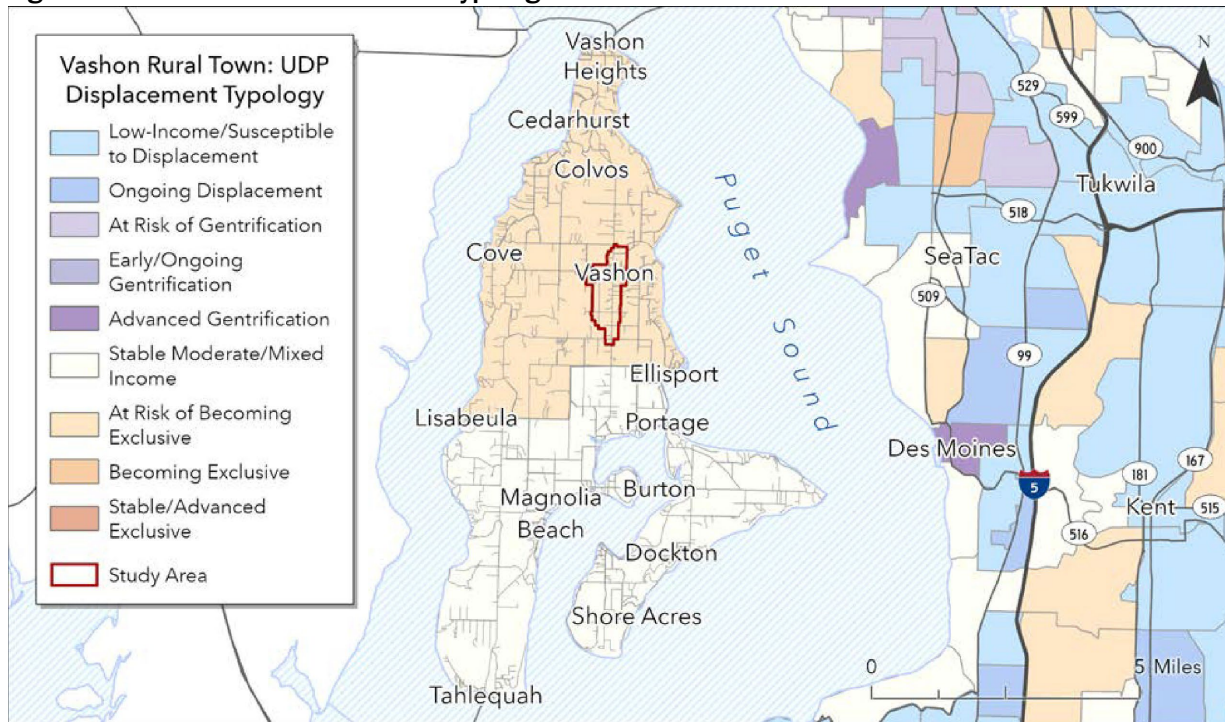 Vashon Rural Town: UDP
Displacement Typology
Low-Income/Susceptible
to Displacement
Ongoing Displacement
At Risk of Gentrification
Early/Ongoing
Gentrification
Advanced Gentrification
Stable Moderate/Mixed
Income
At Risk of Becoming
Exclusive
Becoming Exclusive
Stable/Advanced
Exclusive
Study Area
Vashon
Heights
Cedarhurst
Colvos
Cove
Vashon
Ellisport
Lisabeula
Portage
Magnolia
Beach
Burton
Dockton
Shore Acres
Tahlequah
Puget Sound
N
529
599
900
Tukwila
518
SeaTac
509
99
Des Moines
5
181
167
Kent
515
516
0
5 Miles